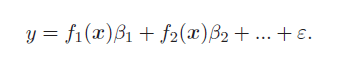 y = f₁(x)β₁ + f₂(x)β₂ + ... + ε.